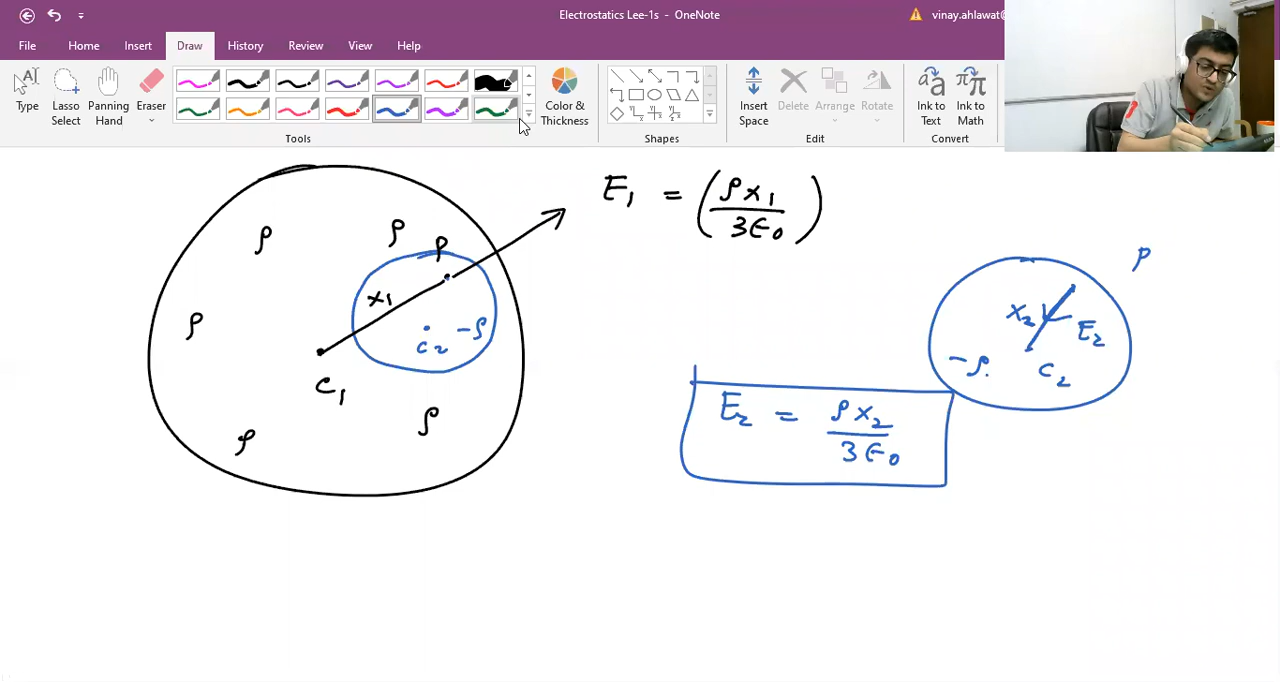 Electrostatics Lee-1s - OneNote
vinay.ahlawat@
File Home Insert Draw History Review View Help
Type
Lasso Select
Panning Hand
Eraser
Color & Thickness
Insert Space
Delete
Arrange
Rotate
Ink to Text
Ink to Math
Tools
Shapes
Edit
Convert
E₁ = (ρx₁/3ϵ₀)
ρ ρ P
ρ x₁ -ρ
C₂
C₁
ρ ρ
P
x₂ E₂
-ρ. C₂
E₂ = ρx₂/3ϵ₀